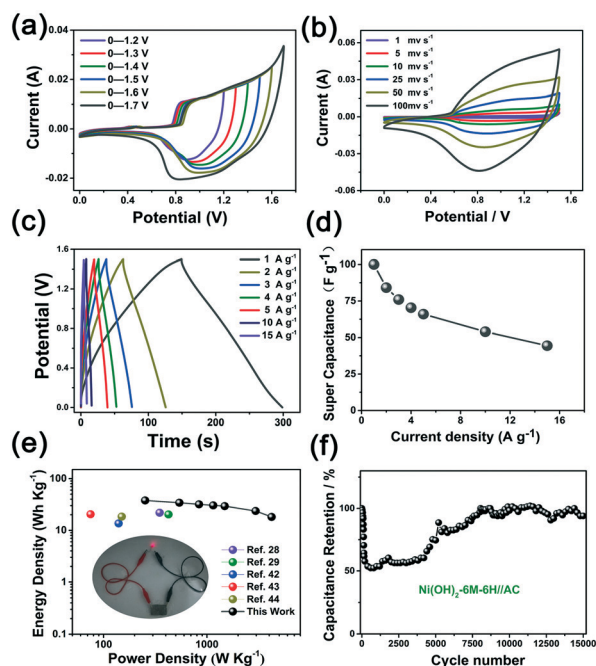 (a)
0—1.2 V
0—1.3 V
0—1.4 V
0—1.5 V
0—1.6 V
0—1.7 V
0.04
0.02
0.00
-0.02
Current (A)
0.0 0.4 0.8 1.2 1.6
Potential (V)
(b)
1 mv s⁻¹
5 mv s⁻¹
10 mv s⁻¹
25 mv s⁻¹
50 mv s⁻¹
100mv s⁻¹
0.06
0.03
0.00
-0.03
-0.06
Current (A)
0.0 0.4 0.8 1.2 1.6
Potential / V
(c)
1 A g⁻¹
2 A g⁻¹
3 A g⁻¹
4 A g⁻¹
5 A g⁻¹
10 A g⁻¹
15 A g⁻¹
1.6
1.2
0.8
0.4
0.0
Potential (V)
0 50 100 150 200 250 300
Time (s)
(d)
100
75
50
25
0
Super Capacitance (F g⁻¹)
0 4 8 12 16
Current density (A g⁻¹)
(e)
100
10
1
0.1
Energy Density (Wh Kg⁻¹)
Ref. 28
Ref. 29
Ref. 42
Ref. 43
Ref. 44
This Work
100 1000
Power Density (W Kg⁻¹)
(f)
120
100
80
60
40
20
0
Capacitance Retention / %
Ni(OH)₂-6M-6H//AC
0 2500 5000 7500 10000 12500 15000
Cycle number